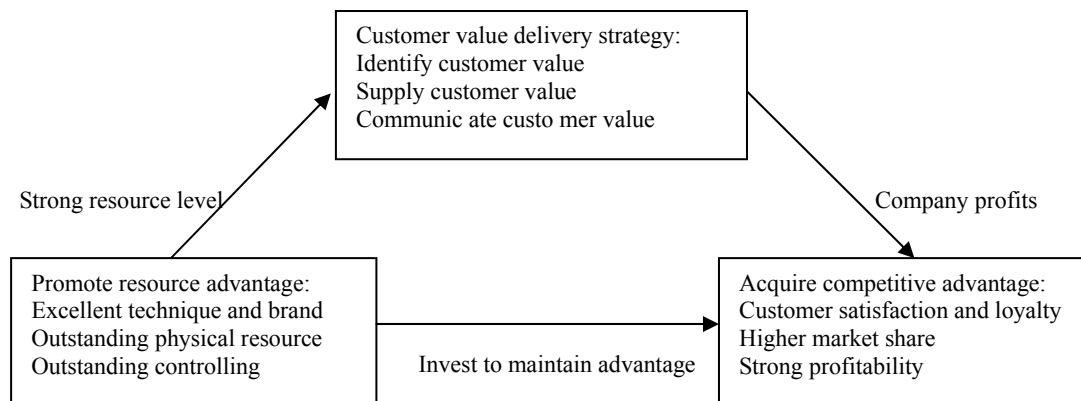 Customer value delivery strategy:
Identify customer value
Supply customer value
Communic ate custo mer value
Strong resource level
Company profits
Promote resource advantage:
Excellent technique and brand
Outstanding physical resource
Outstanding controlling
Invest to maintain advantage
Acquire competitive advantage:
Customer satisfaction and loyalty
Higher market share
Strong profitability